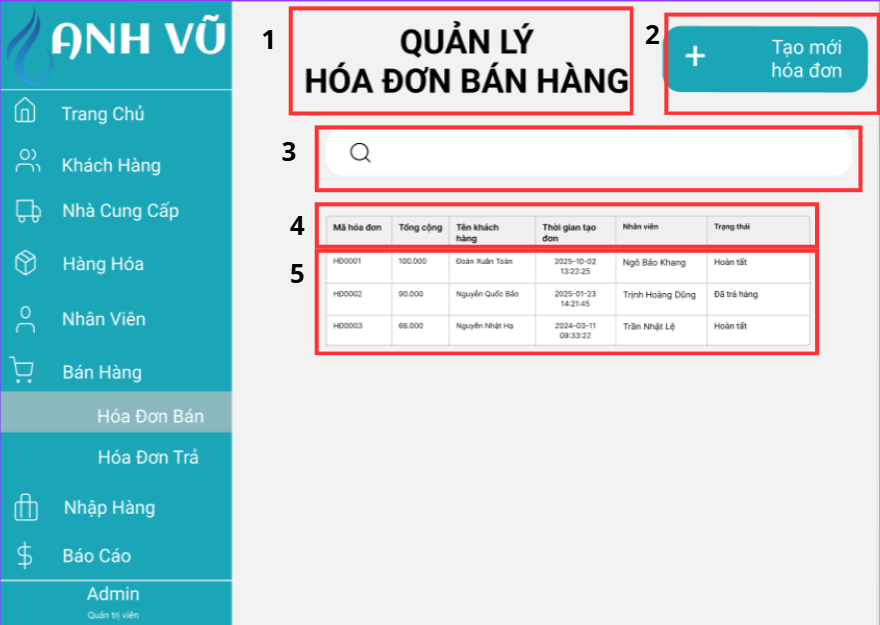 ANH VŨ
Trang Chủ
Khách Hàng
Nhà Cung Cấp
Hàng Hóa
Nhân Viên
Bán Hàng
Hóa Đơn Bán
Hóa Đơn Trả
Nhập Hàng
Báo Cáo
Admin
Quản trị viên
1
QUẢN LÝ
HÓA ĐƠN BÁN HÀNG
2
+ Tạo mới
hóa đơn
3
4
Mã hóa đơn Tổng cộng Tên khách Thời gian tạo Nhân viên Trạng thái
hàng đơn
5
HĐ0001 100.000 Đoàn Xuân Toàn 2025-10-02 Ngô Bảo Khang Hoàn tất
13:22:25
HĐ0002 90.000 Nguyễn Quốc Bảo 2025-01-23 Trịnh Hoàng Dũng Đã trả hàng
14:21:45
HĐ0003 66.000 Nguyễn Nhật Hạ 2024-03-11 Trần Nhật Lệ Hoàn tất
09:33:22